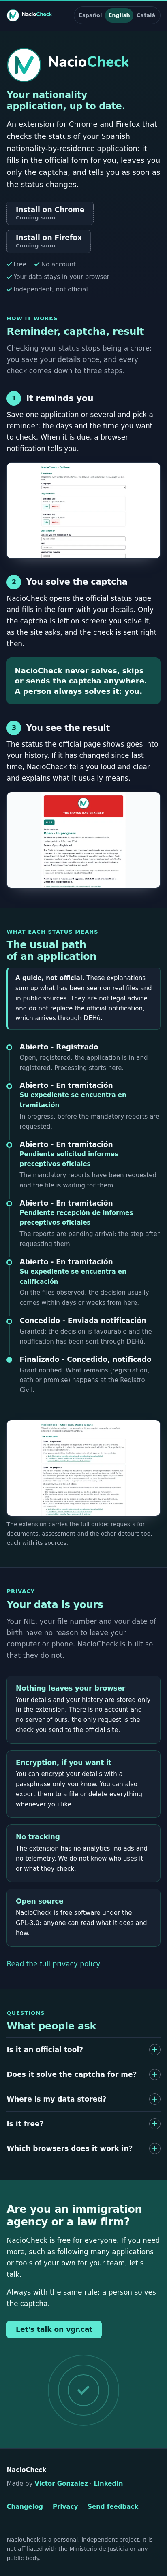 NacioCheck
Español English Català
NacioCheck
Your nationality
application, up to date.
An extension for Chrome and Firefox that
checks the status of your Spanish
nationality-by-residence application: it
fills in the official form for you, leaves you
only the captcha, and tells you as soon as
the status changes.
Install on Chrome
Coming soon
Install on Firefox
Coming soon
Free No account
Your data stays in your browser
Independent, not official
HOW IT WORKS
Reminder, captcha, result
Checking your status stops being a chore:
you save your details once, and every
check comes down to three steps.
1 It reminds you
Save one application or several and pick a
reminder: the days and the time you want
to check. When it is due, a browser
notification tells you.
2 You solve the captcha
NacioCheck opens the official status page
and fills in the form with your details. Only
the captcha is left on screen: you solve it,
as the site asks, and the check is sent right
then.
NacioCheck never solves, skips
or sends the captcha anywhere.
A person always solves it: you.
3 You see the result
The status the official page shows goes into
your history. If it has changed since last
time, NacioCheck tells you loud and clear
and explains what it usually means.
WHAT EACH STATUS MEANS
The usual path
of an application
A guide, not official. These explanations
sum up what has been seen on real files and
in public sources. They are not legal advice
and do not replace the official notification,
which arrives through DEHú.
Abierto - Registrado
Open, registered: the application is in and
registered. Processing starts here.
Abierto - En tramitación
Su expediente se encuentra en
tramitación
In progress, before the mandatory reports are
requested.
Abierto - En tramitación
Pendiente solicitud informes
preceptivos oficiales
The mandatory reports have been requested
and the file is waiting for them.
Abierto - En tramitación
Pendiente recepción de informes
preceptivos oficiales
The reports are pending arrival: the step after
requesting them.
Abierto - En tramitación
Su expediente se encuentra en
calificación
On the files observed, the decision usually
comes within days or weeks from here.
Concedido - Enviada notificación
Granted: the decision is favourable and the
notification has been sent through DEHú.
Finalizado - Concedido, notificado
Grant notified. What remains (registration,
oath or promise) happens at the Registro
Civil.
The extension carries the full guide: requests for
documents, assessment and the other detours too,
each with its sources.
PRIVACY
Your data is yours
Your NIE, your file number and your date of
birth have no reason to leave your
computer or phone. NacioCheck is built so
that they do not.
Nothing leaves your browser
Your details and your history are stored only
in the extension. There is no account and
no server of ours: the only request is the
check you send to the official site.
Encryption, if you want it
You can encrypt your details with a
passphrase only you know. You can also
export them to a file or delete everything
whenever you like.
No tracking
The extension has no analytics, no ads and
no telemetry. We do not know who uses it
or what they check.
Open source
NacioCheck is free software under the
GPL-3.0: anyone can read what it does and
how.
Read the full privacy policy
QUESTIONS
What people ask
Is it an official tool?
Does it solve the captcha for me?
Where is my data stored?
Is it free?
Which browsers does it work in?
Are you an immigration
agency or a law firm?
NacioCheck is free for everyone. If you need
more, such as following many applications
or tools of your own for your team, let's
talk.
Always with the same rule: a person solves
the captcha.
Let's talk on vgr.cat
NacioCheck
Made by Victor Gonzalez · LinkedIn
Changelog Privacy Send feedback
NacioCheck is a personal, independent project. It is
not affiliated with the Ministerio de Justicia or any
public body.